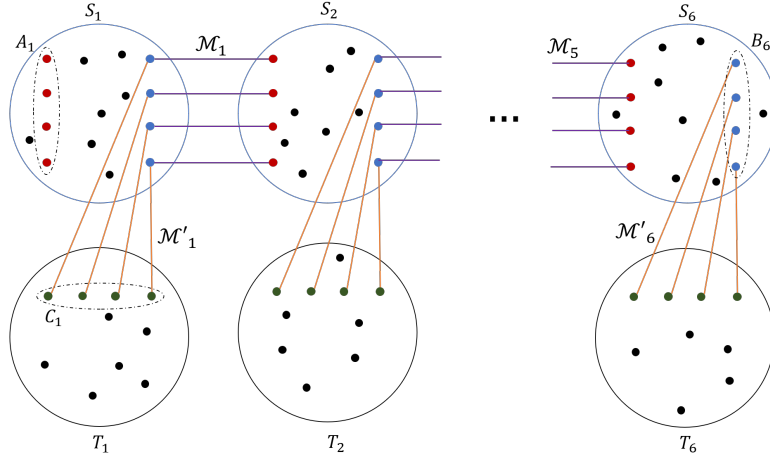 S₁ S₂ S₆
A₁ ℳ₁ ℳ₅ B₆
...
ℳ'₁ ℳ'₆
C₁
T₁ T₂ T₆